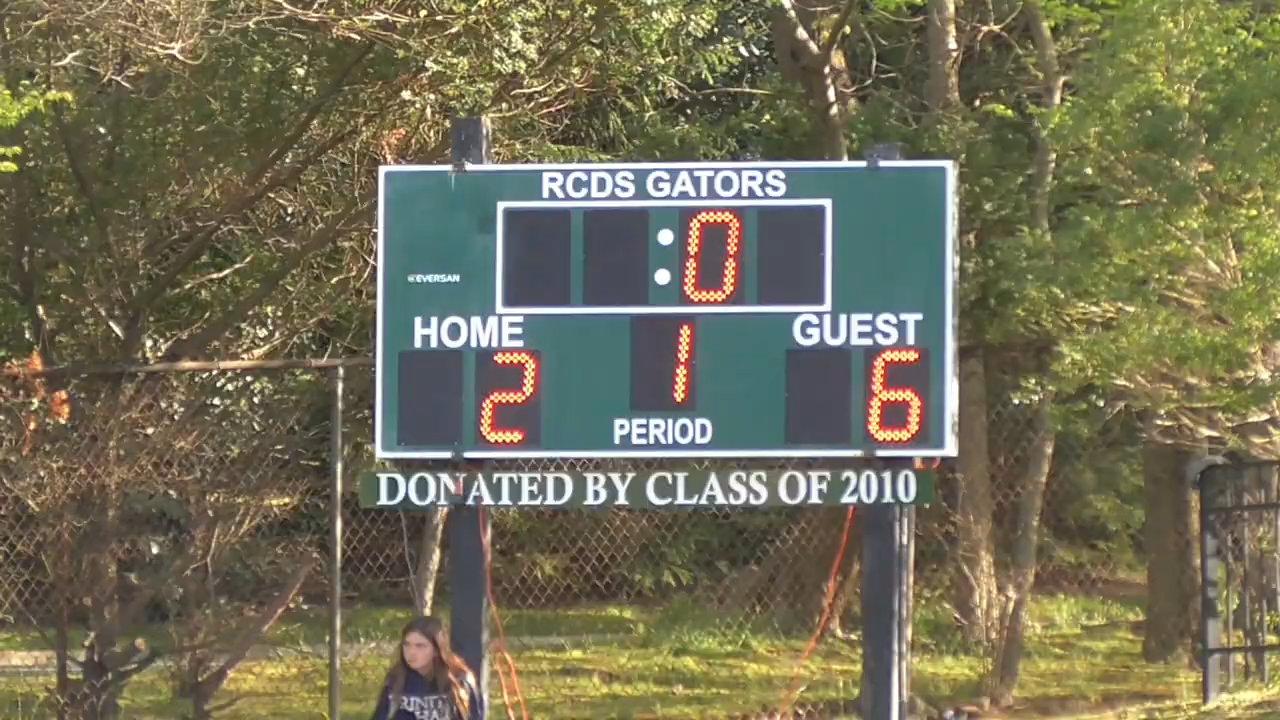 RCDS GATORS
:0
EVERSAN
HOME GUEST
2 1 6
PERIOD
DONATED BY CLASS OF 2010